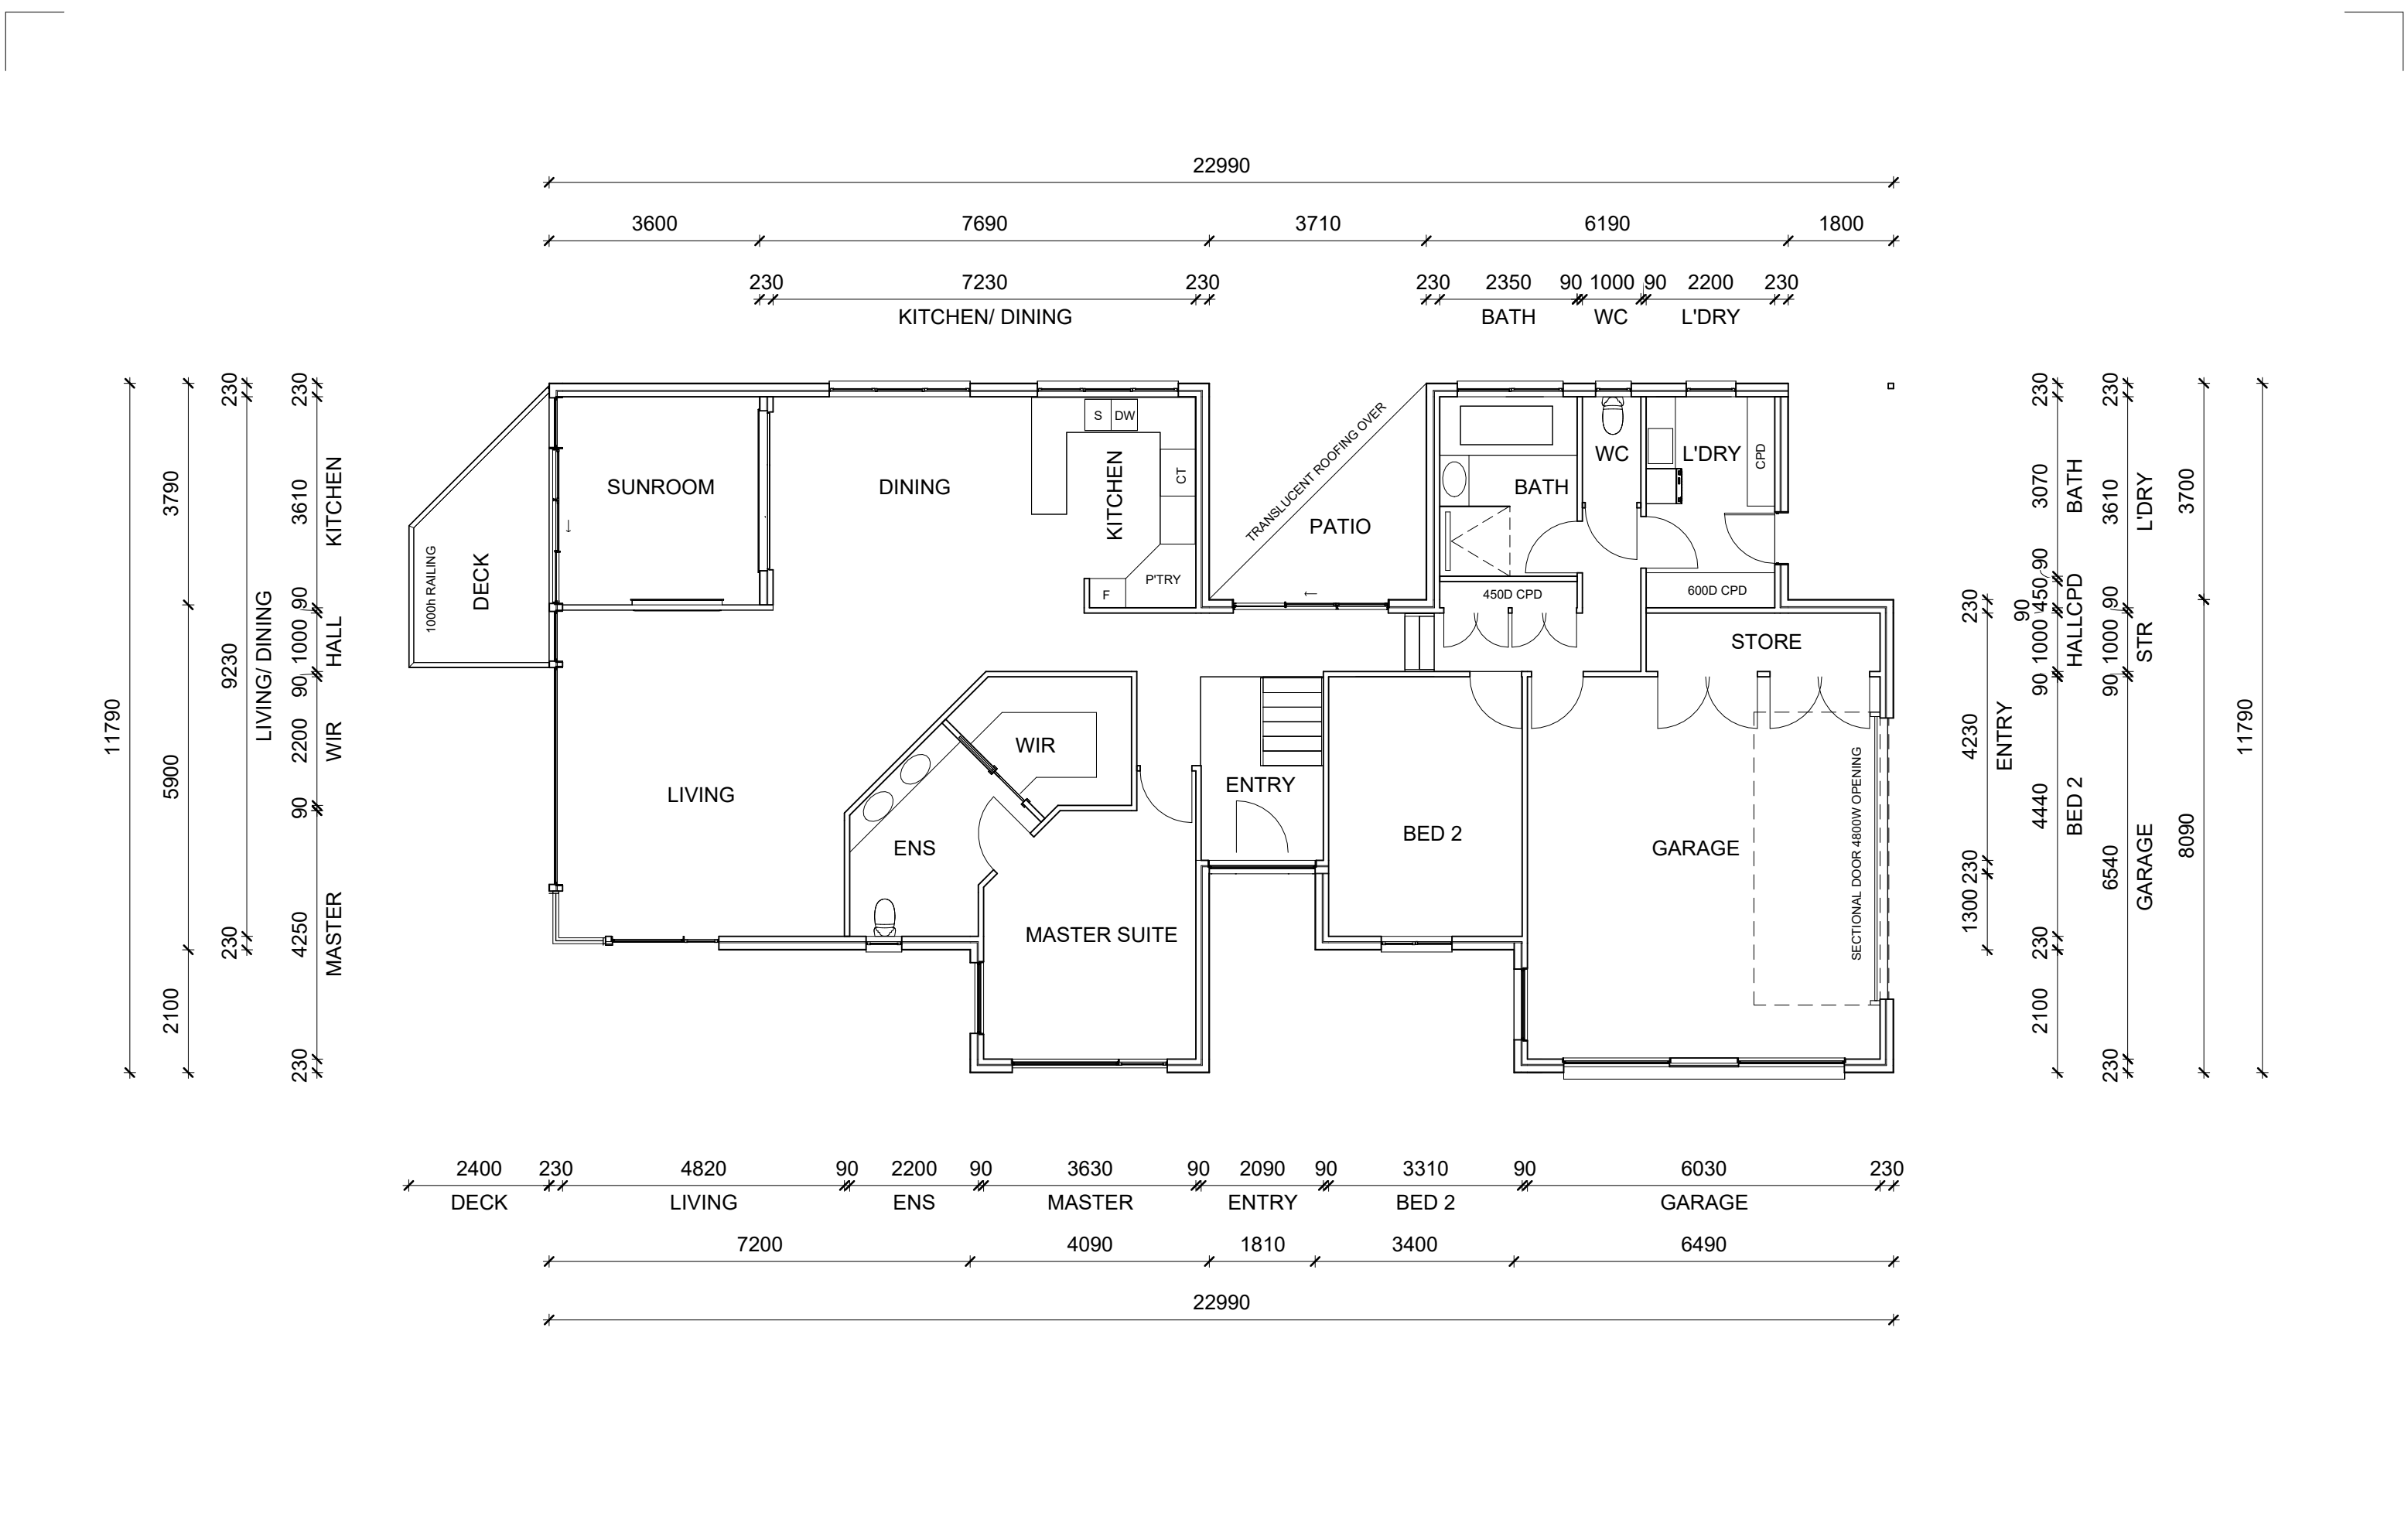 22990
3600 7690 3710 6190 1800
230 7230 230 230 2350 90 1000 90 2200 230
KITCHEN/ DINING BATH WC L'DRY
11790
3790 5900 2100
230 9230 230
LIVING/ DINING
230 3610 90 1000 90 2200 90 4250 230
KITCHEN HALL WIR MASTER
1000h RAILING
DECK
SUNROOM
DINING
S DW
KITCHEN
CT
P'TRY
F
TRANSLUCENT ROOFING OVER
PATIO
BATH
WC
L'DRY
CPD
450D CPD
600D CPD
STORE
WIR
LIVING
ENS
MASTER SUITE
ENTRY
BED 2
GARAGE
SECTIONAL DOOR 4800W OPENING
230 4230 230 1300
ENTRY
230 3070 90 450 90 1000 90 4440 230 2100
BATH CPD HALL BED 2
230 3610 90 1000 90 6540 230
L'DRY STR GARAGE
3700 8090
11790
2400 230 4820 90 2200 90 3630 90 2090 90 3310 90 6030 230
DECK LIVING ENS MASTER ENTRY BED 2 GARAGE
7200 4090 1810 3400 6490
22990